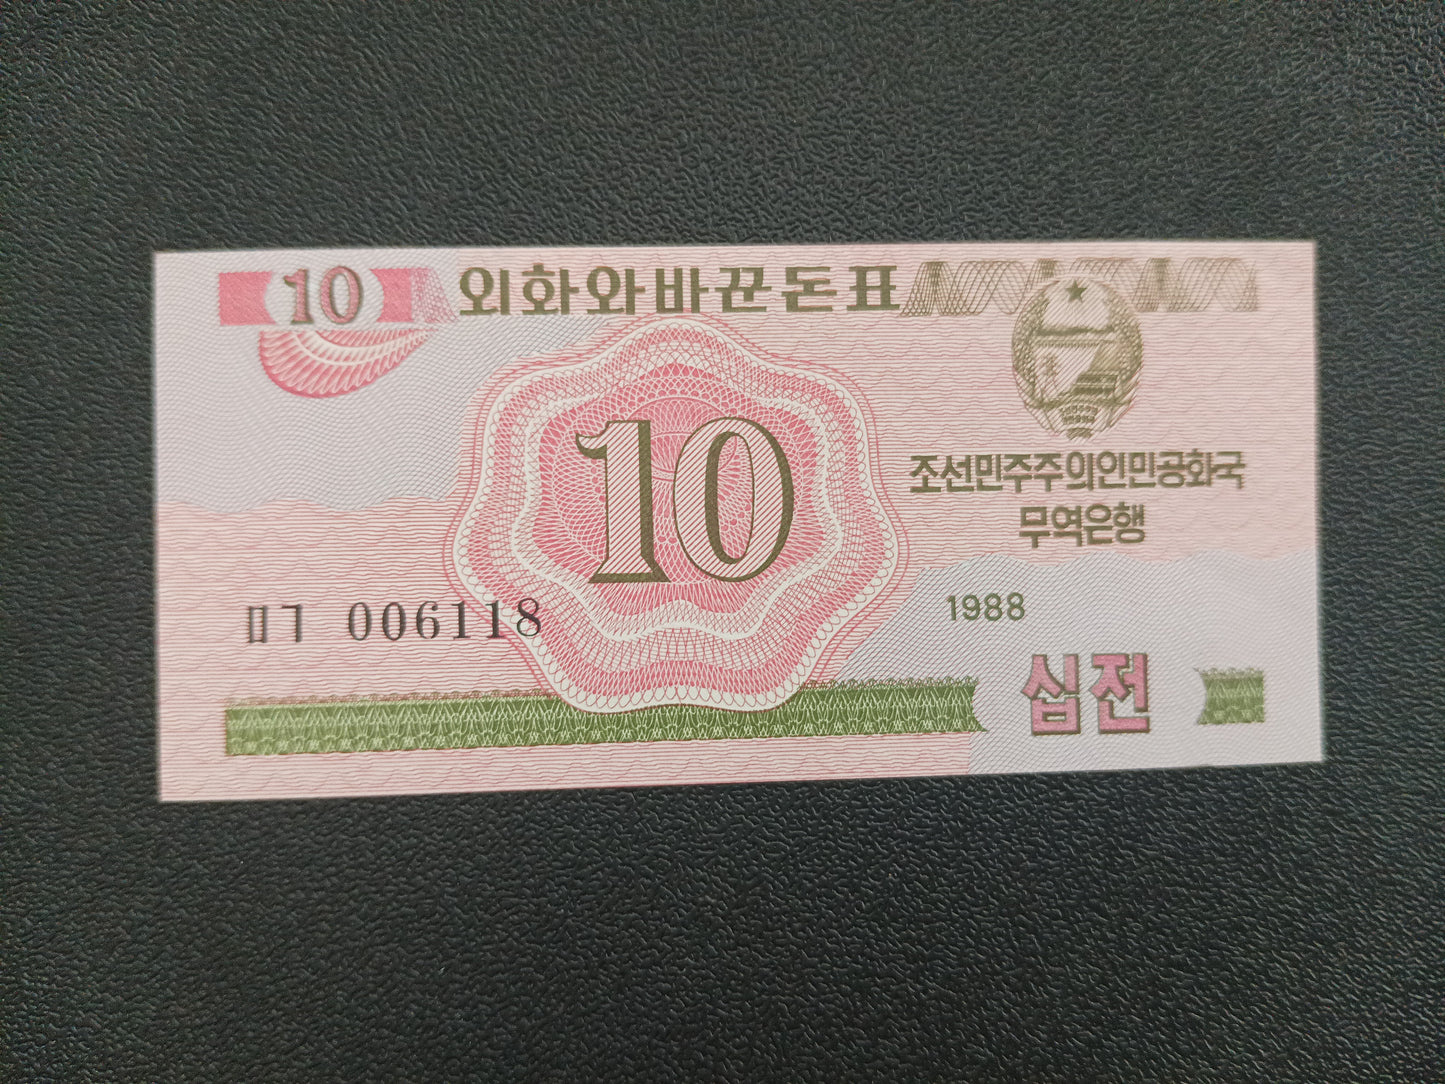 10 외화와바꾼돈표
조선민주주의인민공화국
무역은행
10
ㅍㄱ 006118
1988
십전